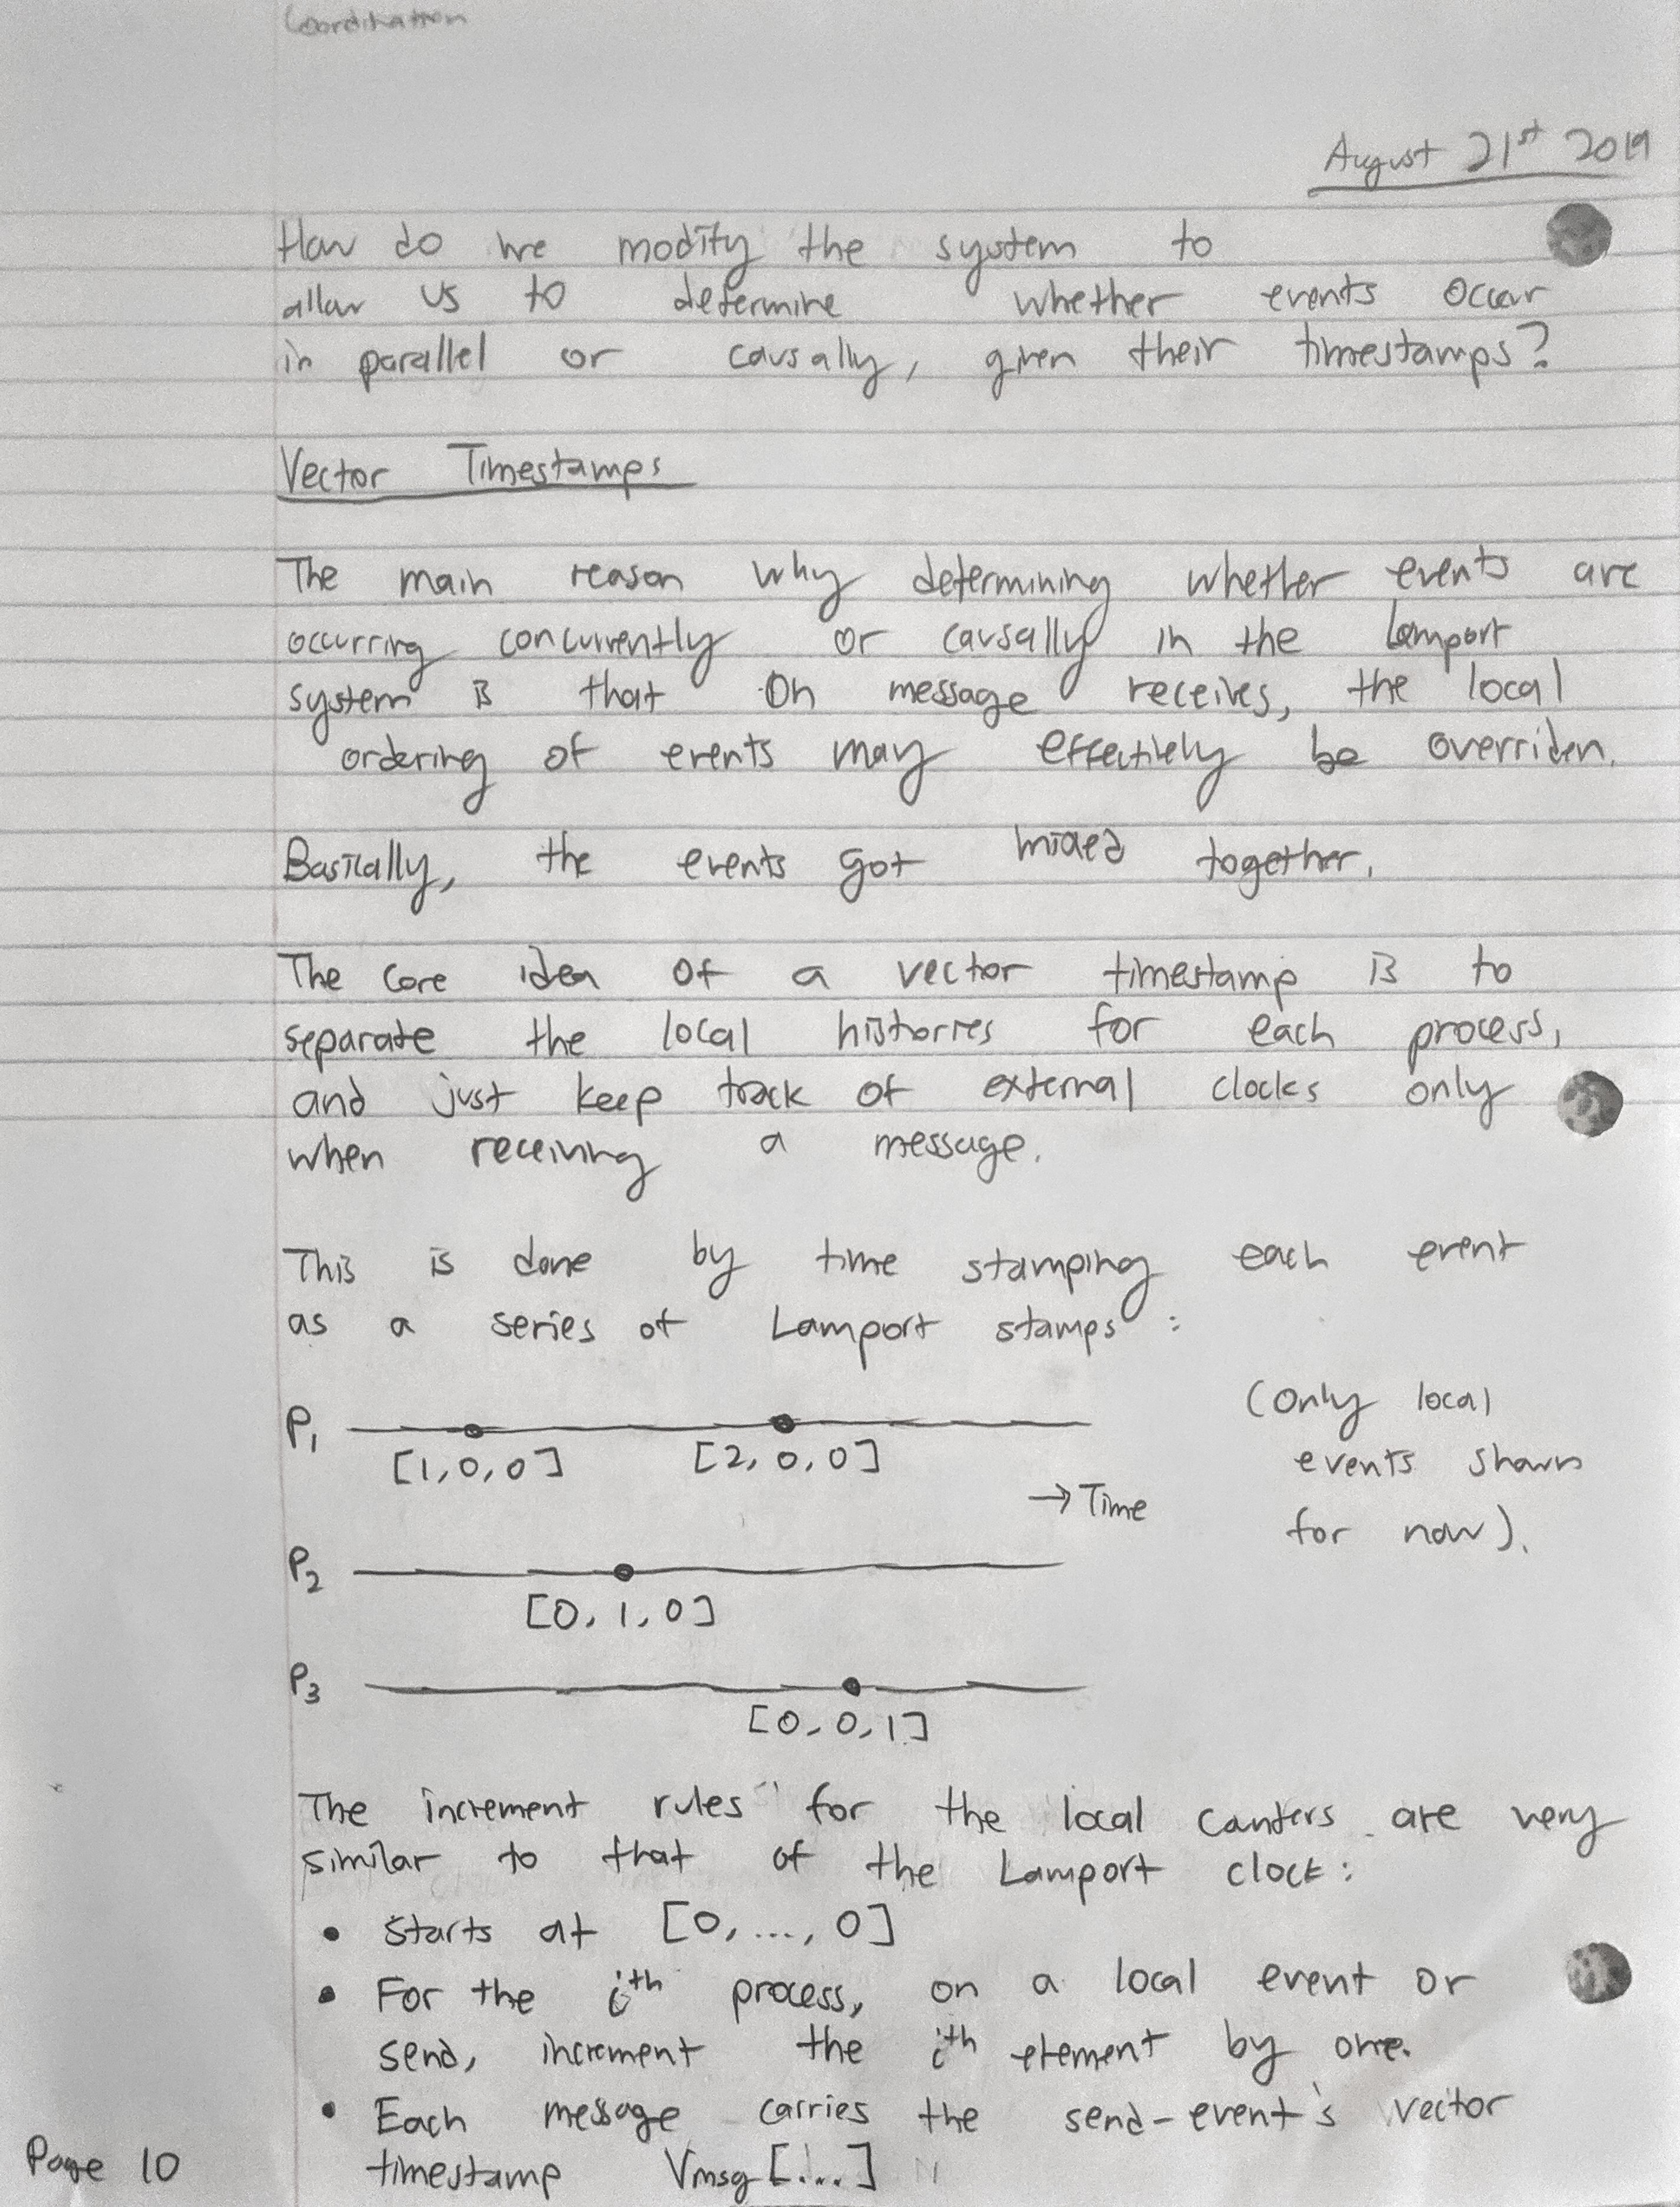 Coordination
August 21st 2019
How do we modify the system to
allow us to determine whether events occur
in parallel or causally, given their timestamps?
Vector Timestamps
The main reason why determining whether events are
occurring concurrently or causally in the Lamport
system is that on message receives, the local
ordering of events may effectively be overriden.
Basically, the events got mixed together.
The core idea of a vector timestamp is to
separate the local histories for each process,
and just keep track of external clocks only
when receiving a message.
This is done by time stamping each event
as a series of Lamport stamps:
(only local
P1
[1,0,0] [2,0,0]
events shown
→ Time
for now).
P2
[0,1,0]
P3
[0,0,1]
The increment rules for the local counters are very
similar to that of the Lamport clock:
• Starts at [0, ..., 0]
• For the ith process, on a local event or
send, increment the ith element by one.
• Each message carries the send-event's vector
timestamp Vmsg[...]
Page 10